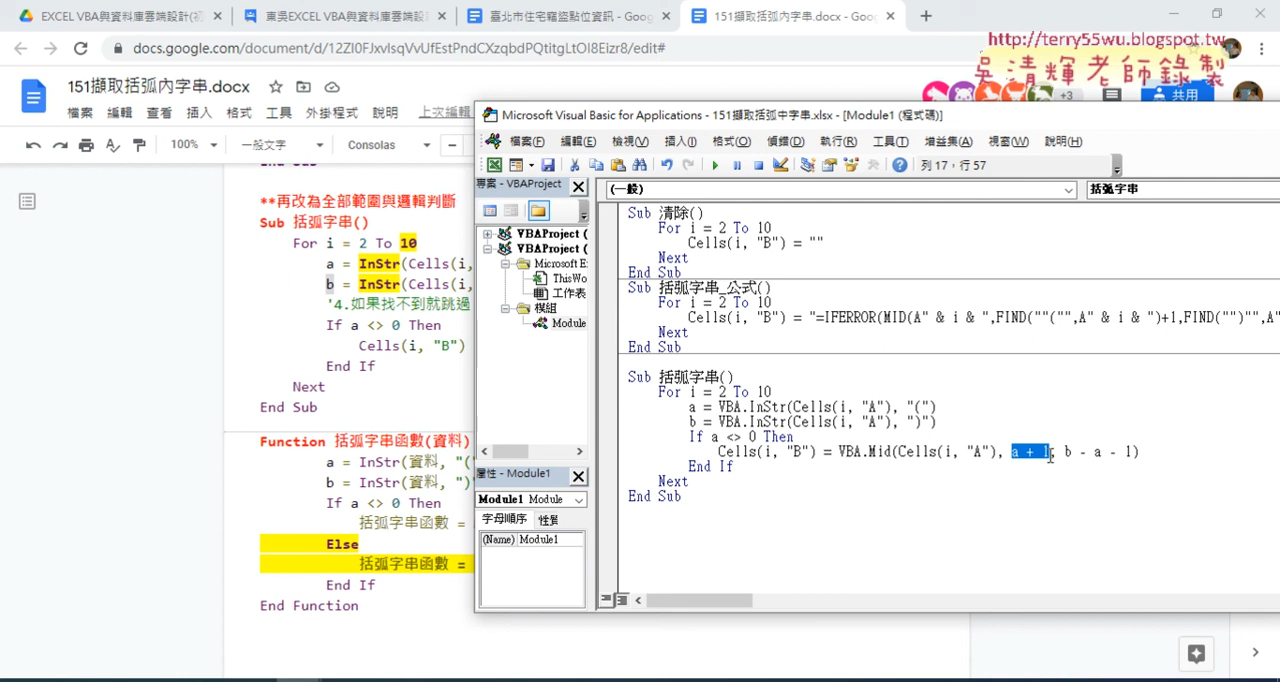 EXCEL VBA與資料庫雲端設計(初
東吳EXCEL VBA與資料庫雲端設
臺北市住宅竊盜點位資訊 - Goog
151擷取括弧內字串.docx - Goog
docs.google.com/document/d/12ZI0FJxvIsqVvUfEstPndCXzqbdPQtitgLtOI8Eizr8/edit#
http://terry55wu.blogspot.tw
吳清輝老師錄製
151擷取括弧內字串.docx
+3
共用
檔案 編輯 查看 插入 格式 工具 外掛程式 說明 上次編輯
100% 一般文字 Consolas
End Sub
**再改為全部範圍與邏輯判斷
Sub 括弧字串()
For i = 2 To 10
a = InStr(Cells(i,
b = InStr(Cells(i,
'4.如果找不到就跳過
If a <> 0 Then
Cells(i, "B")
End If
Next
End Sub
Function 括弧字串函數(資料)
a = InStr(資料, "(
b = InStr(資料, ")
If a <> 0 Then
括弧字串函數 =
Else
括弧字串函數 =
End If
End Function
Microsoft Visual Basic for Applications - 151擷取括弧中字串.xlsx - [Module1 (程式碼)]
檔案(F) 編輯(E) 檢視(V) 插入(I) 格式(O) 偵錯(D) 執行(R) 工具(T) 增益集(A) 視窗(W) 說明(H)
列 17，行 57
專案 - VBAProject
VBAProject (
VBAProject (
Microsoft E
ThisWo
工作表
模組
Module
屬性 - Module1
Module1 Module
字母順序 性質
(Name) Module1
(一般)
括弧字串
Sub 清除()
For i = 2 To 10
Cells(i, "B") = ""
Next
End Sub
Sub 括弧字串_公式()
For i = 2 To 10
Cells(i, "B") = "=IFERROR(MID(A" & i & ",FIND(""("",A" & i & ")+1,FIND("")"",A"
Next
End Sub
Sub 括弧字串()
For i = 2 To 10
a = VBA.InStr(Cells(i, "A"), "(")
b = VBA.InStr(Cells(i, "A"), ")")
If a <> 0 Then
Cells(i, "B") = VBA.Mid(Cells(i, "A"), a + 1, b - a - 1)
End If
Next
End Sub